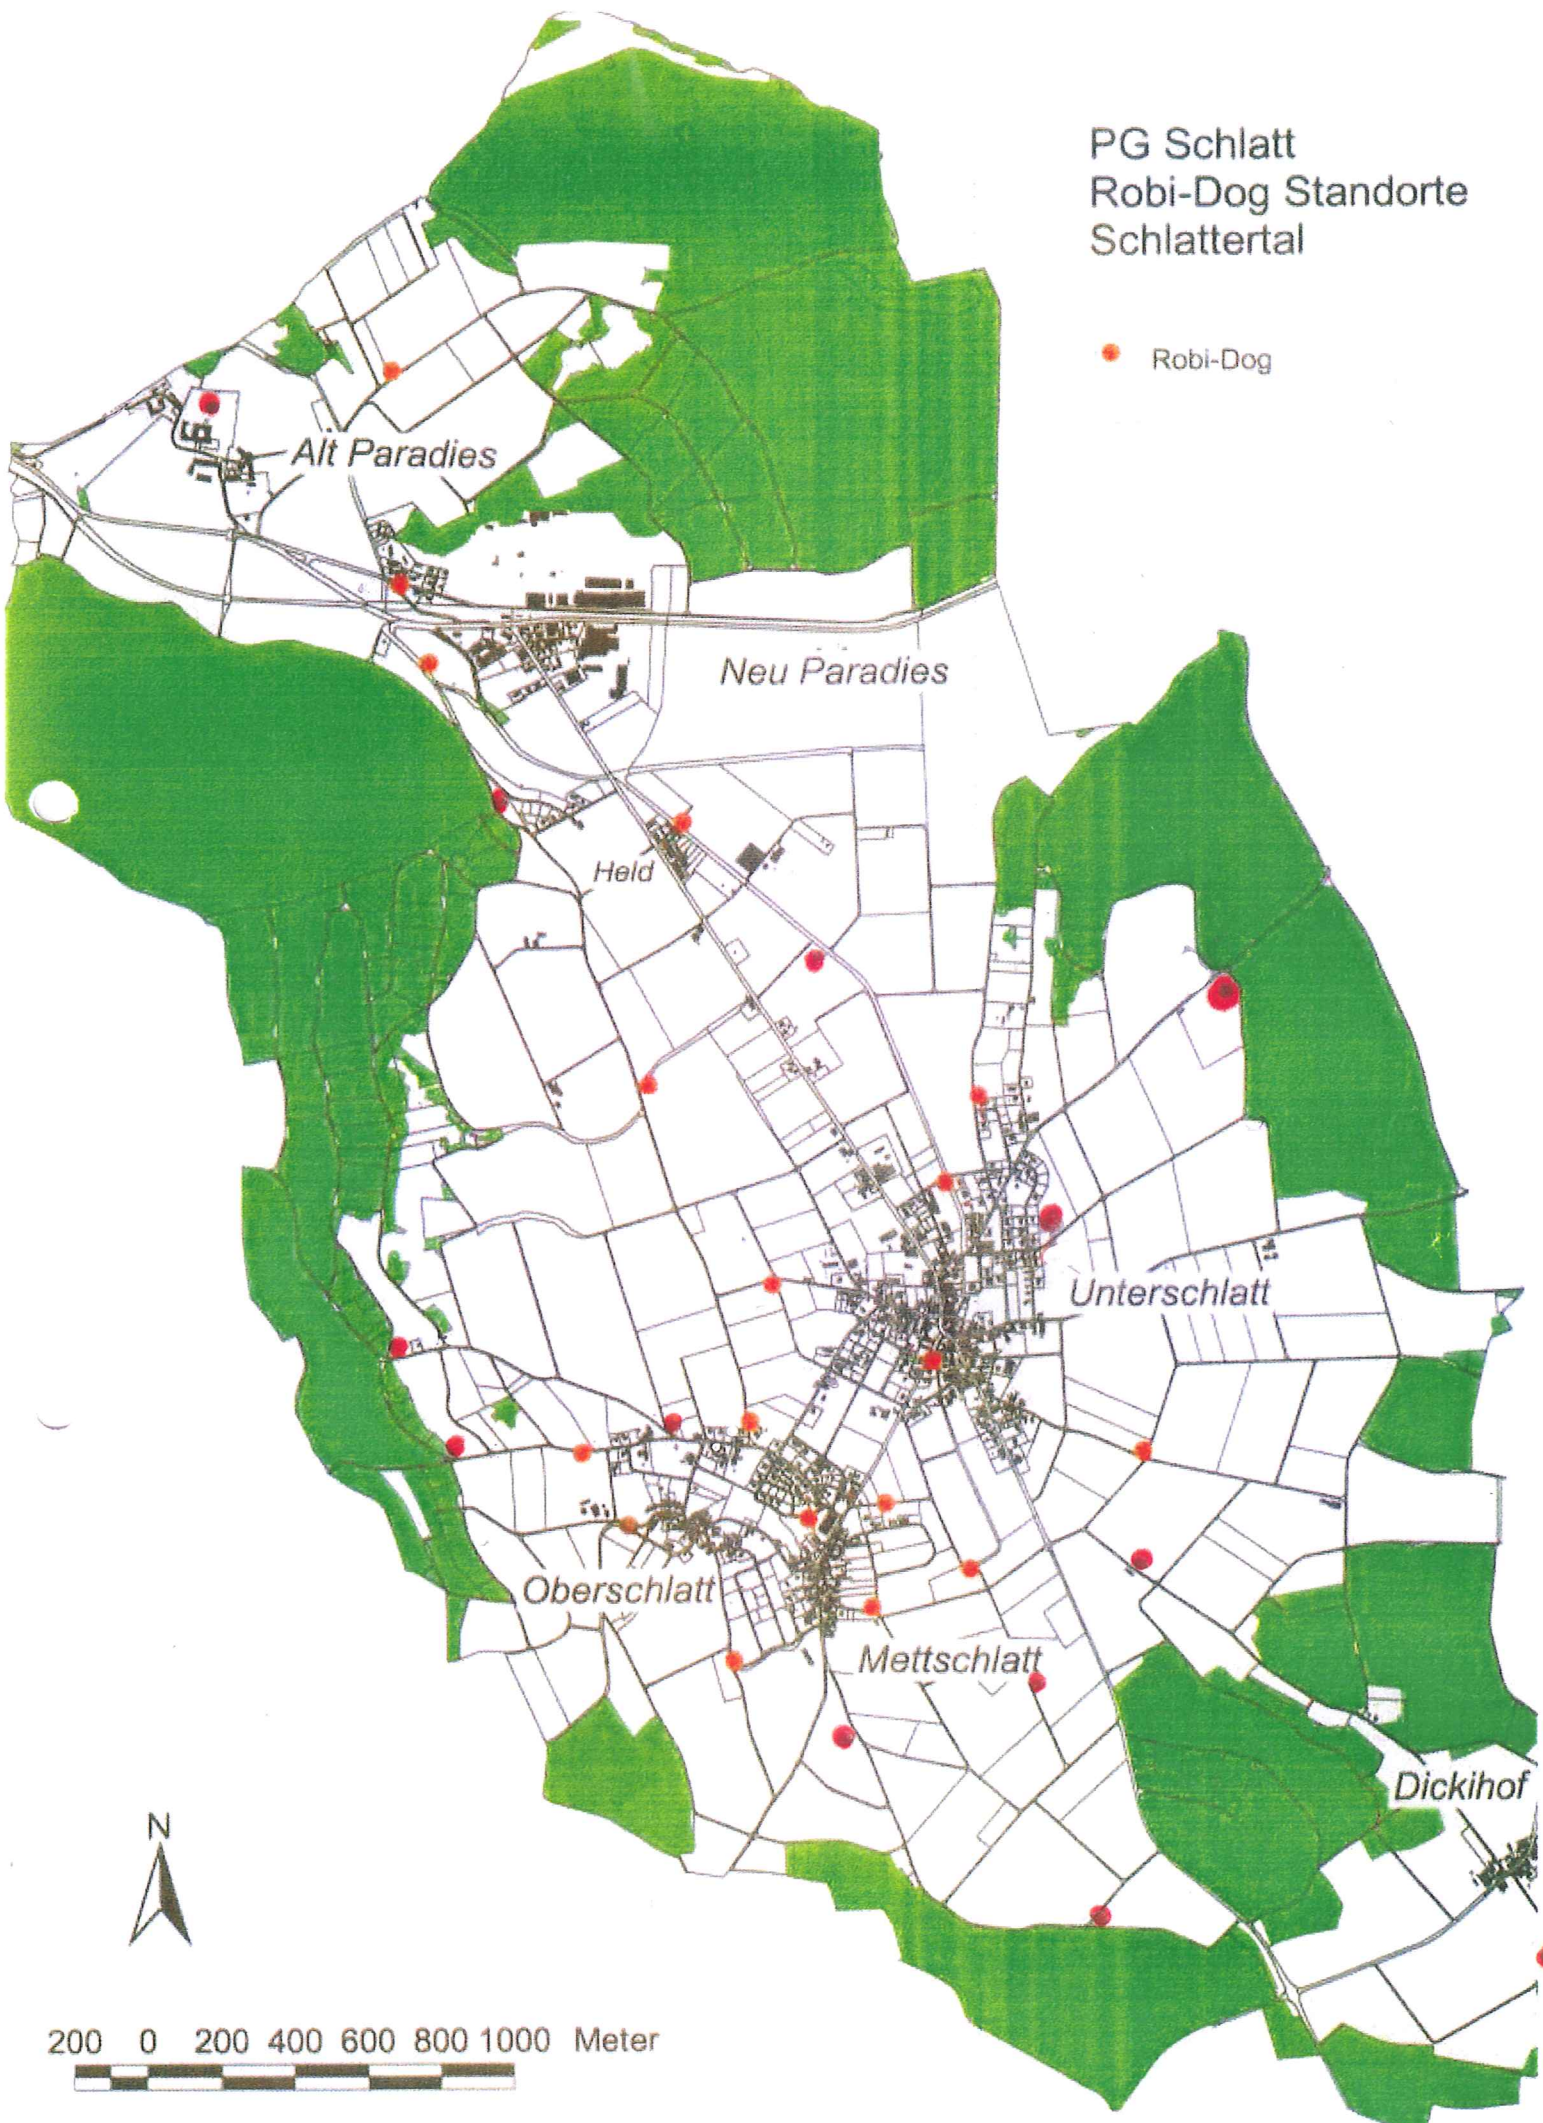 PG Schlatt
Robi-Dog Standorte
Schlattertal
Robi-Dog
Alt Paradies
Neu Paradies
Held
Unterschlatt
Oberschlatt
Mettschlatt
Dickihof
N
200 0 200 400 600 800 1000 Meter